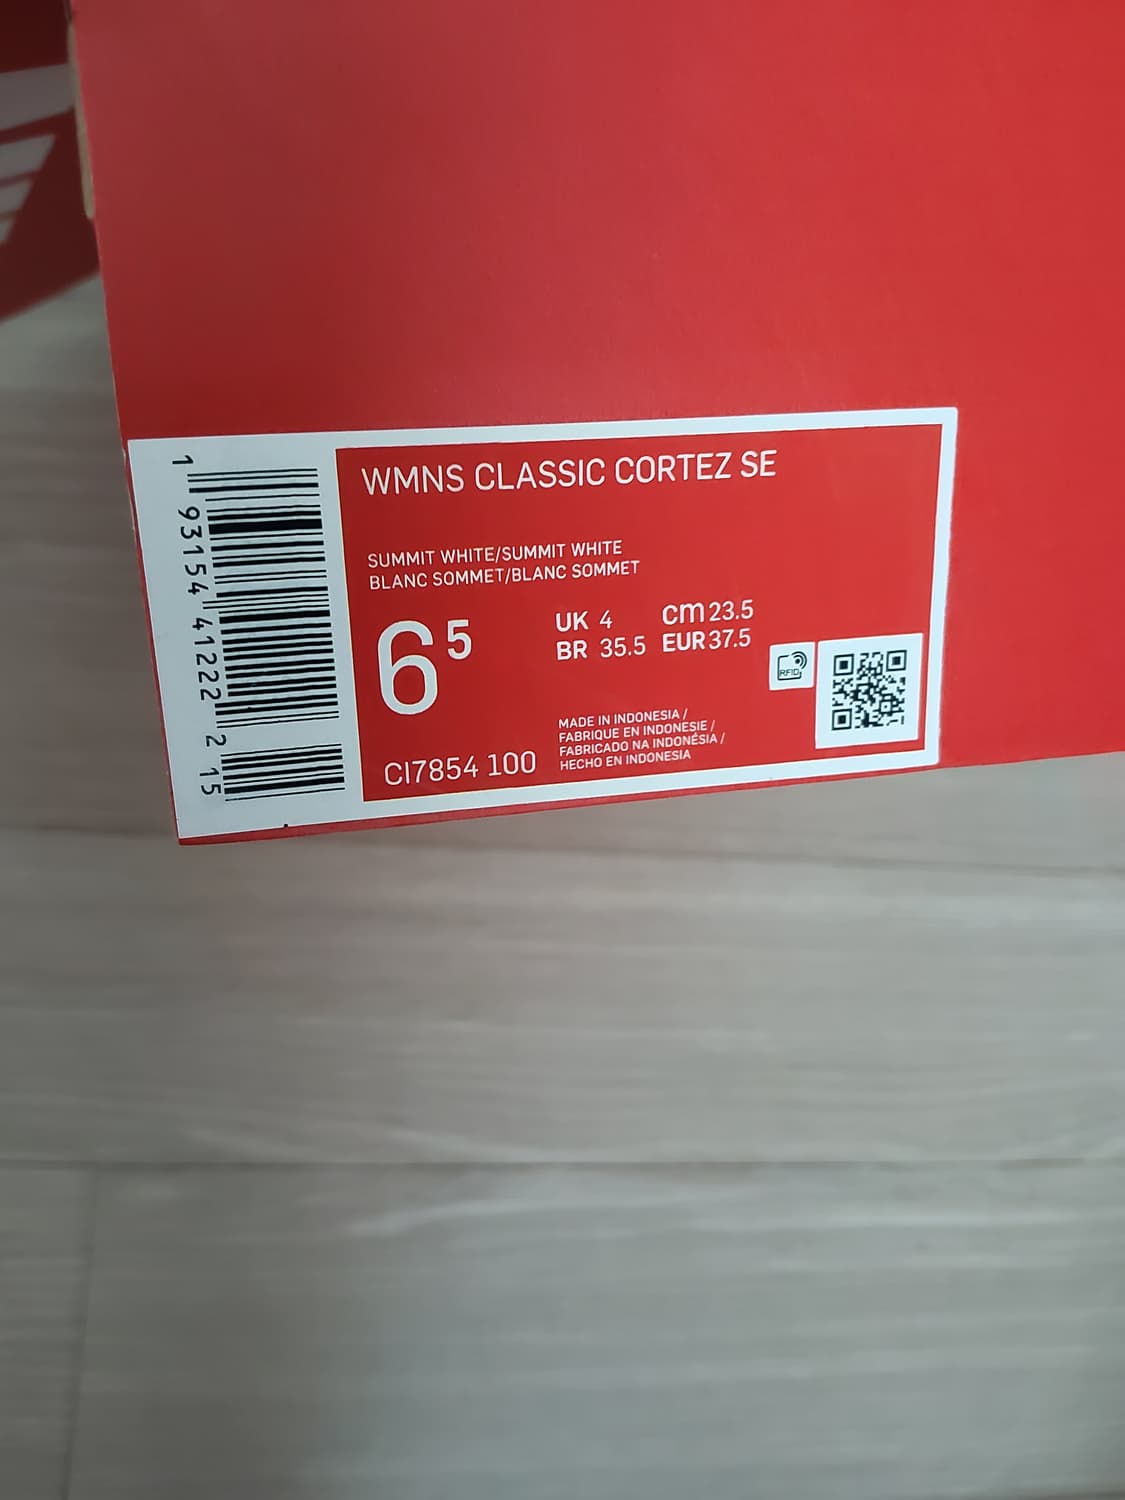 WMNS CLASSIC CORTEZ SE
SUMMIT WHITE/SUMMIT WHITE
BLANC SOMMET/BLANC SOMMET
6 5
UK 4 cm 23.5
BR 35.5 EUR 37.5
RFID
CI7854 100
MADE IN INDONESIA /
FABRIQUE EN INDONESIE /
FABRICADO NA INDONÉSIA /
HECHO EN INDONESIA
1 93154 41222 2 15